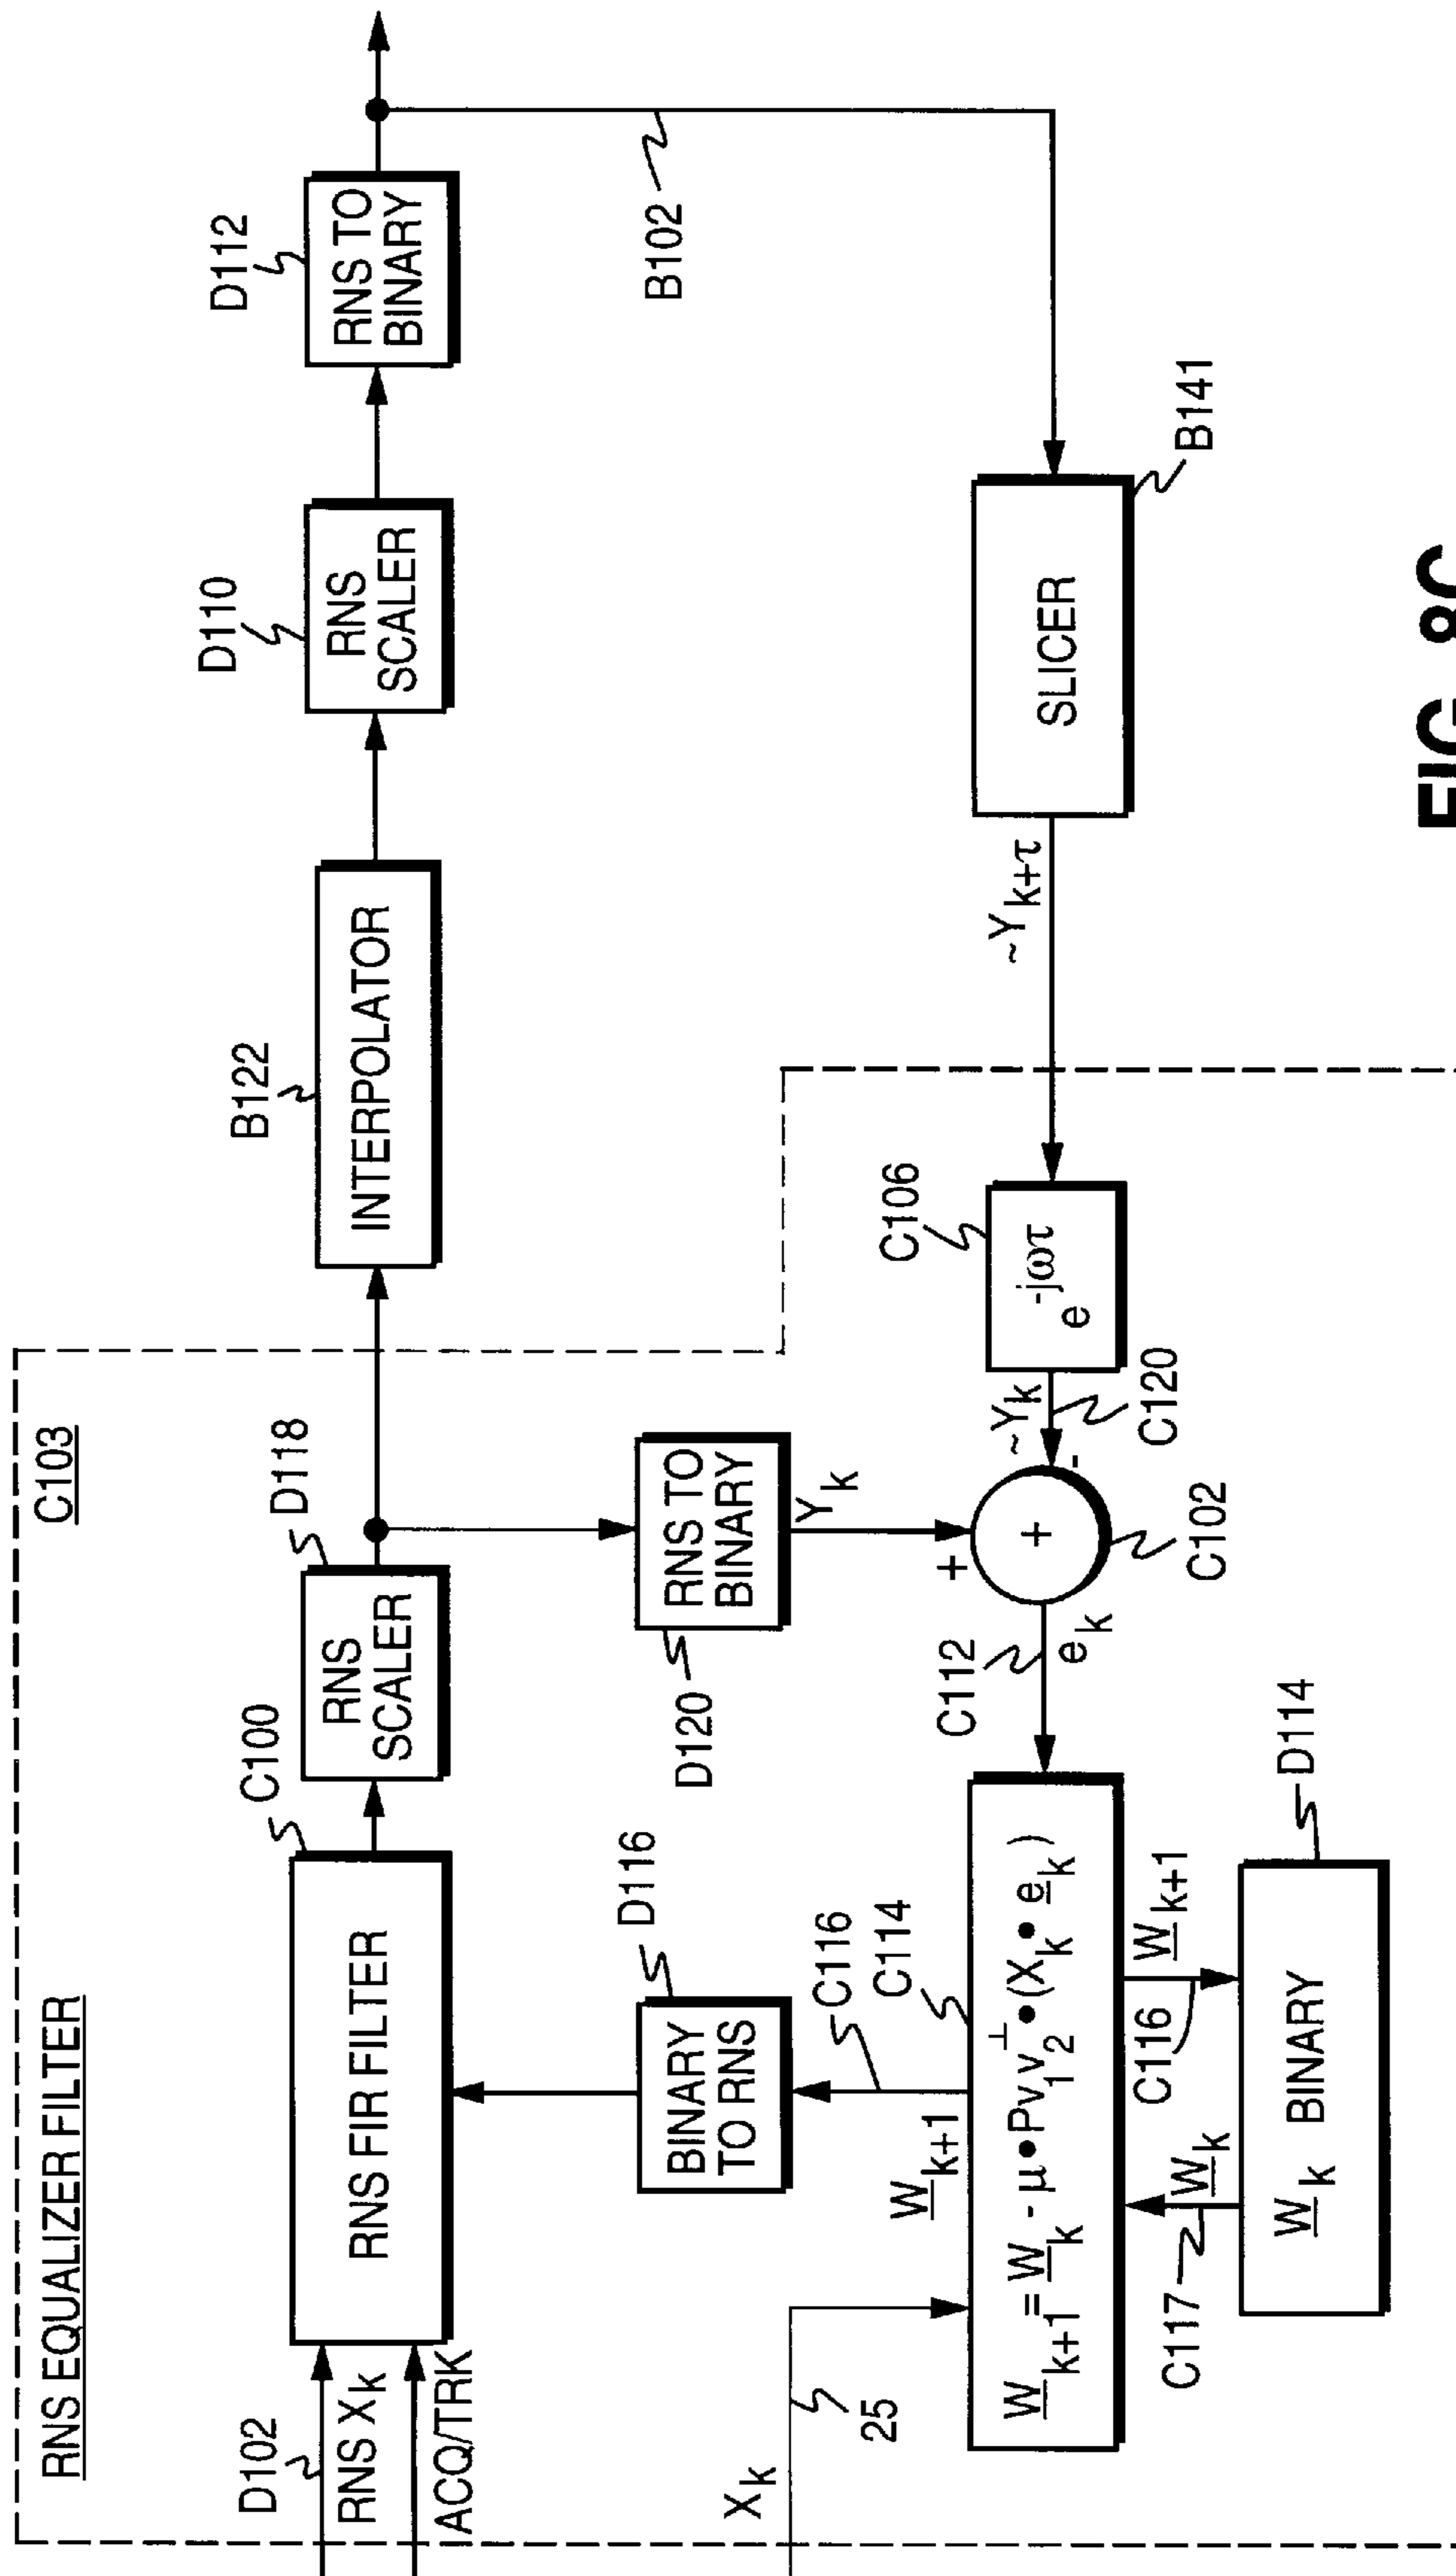 RNS EQUALIZER FILTER
C103
D102
RNS Xk
ACQ/TRK
C100
RNS FIR FILTER
D118
RNS
SCALER
B122
INTERPOLATOR
D110
RNS
SCALER
D112
RNS TO
BINARY
B102
D116
BINARY
TO RNS
D120
RNS TO
BINARY
Yk
Xk
25
Wk+1
C116
C114
Wk+1 = Wk - μ•Pv1v2⊥•(Xk•ek)
C112
ek
+
+
-
C102
~Yk
C120
C106
e-jωτ
~Yk+τ
SLICER
B141
C117
Wk
C116
Wk+1
Wk BINARY
D114
FIG 8C